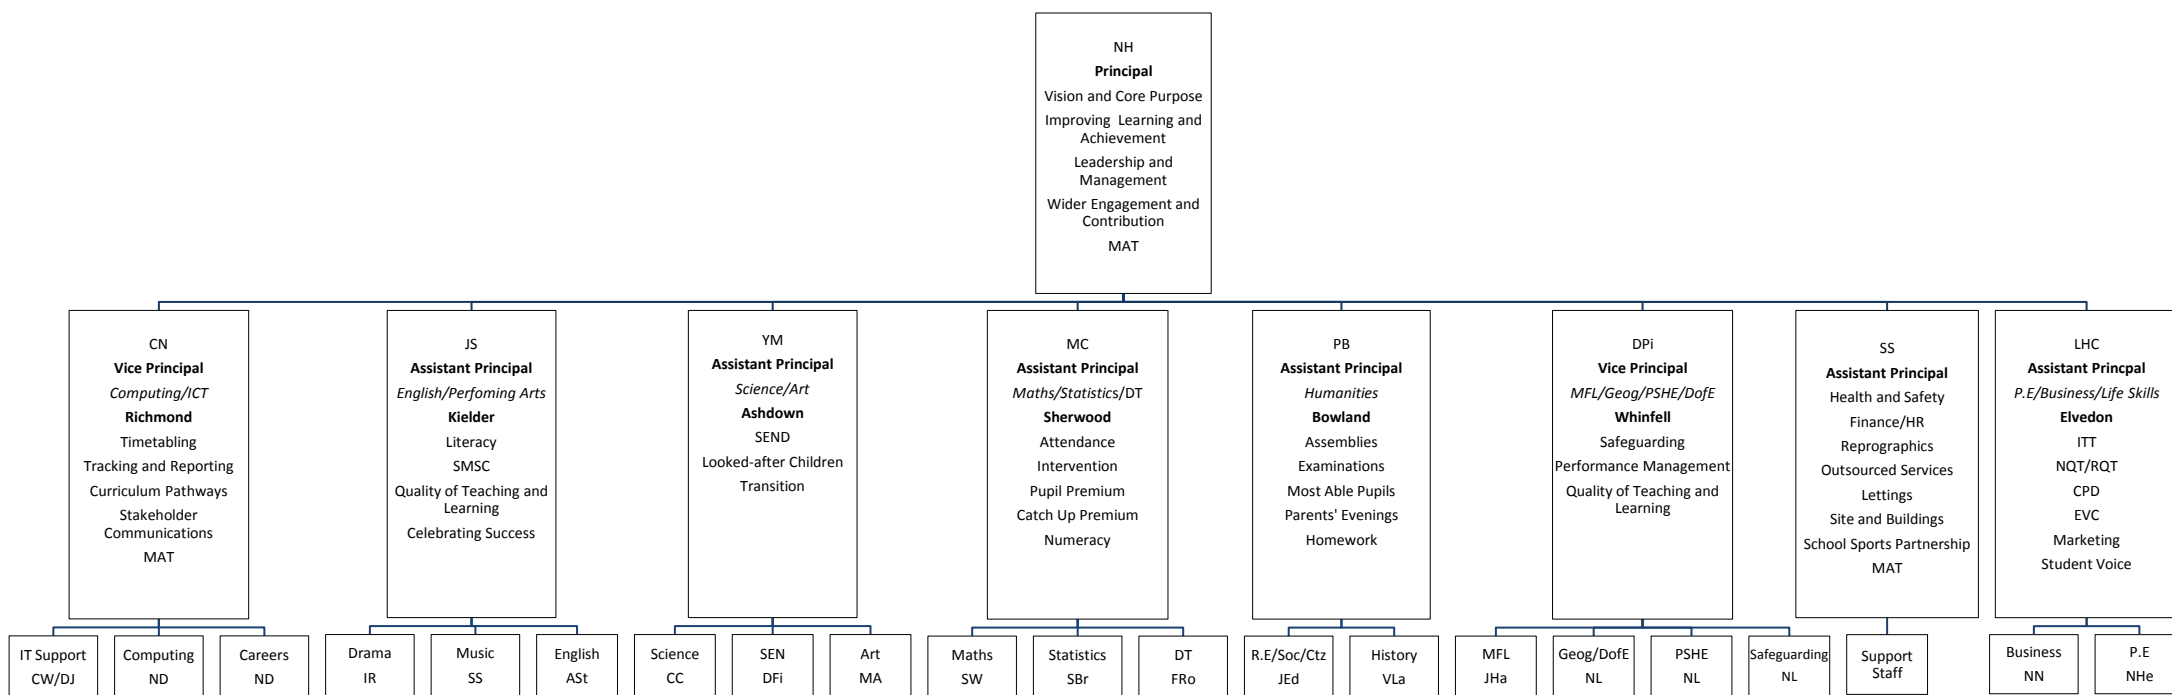 NH
Principal
Vision and Core Purpose
Improving Learning and
Achievement
Leadership and
Management
Wider Engagement and
Contribution
MAT
CN
Vice Principal
Computing/ICT
Richmond
Timetabling
Tracking and Reporting
Curriculum Pathways
Stakeholder
Communications
MAT
JS
Assistant Principal
English/Perfoming Arts
Kielder
Literacy
SMSC
Quality of Teaching and
Learning
Celebrating Success
YM
Assistant Principal
Science/Art
Ashdown
SEND
Looked-after Children
Transition
MC
Assistant Principal
Maths/Statistics/DT
Sherwood
Attendance
Intervention
Pupil Premium
Catch Up Premium
Numeracy
PB
Assistant Principal
Humanities
Bowland
Assemblies
Examinations
Most Able Pupils
Parents' Evenings
Homework
DPi
Vice Principal
MFL/Geog/PSHE/DofE
Whinfell
Safeguarding
Performance Management
Quality of Teaching and
Learning
SS
Assistant Principal
Health and Safety
Finance/HR
Reprographics
Outsourced Services
Lettings
Site and Buildings
School Sports Partnership
MAT
LHC
Assistant Princpal
P.E/Business/Life Skills
Elvedon
ITT
NQT/RQT
CPD
EVC
Marketing
Student Voice
IT Support
CW/DJ
Computing
ND
Careers
ND
Drama
IR
Music
SS
English
ASt
Science
CC
SEN
DFi
Art
MA
Maths
SW
Statistics
SBr
DT
FRo
R.E/Soc/Ctz
JEd
History
VLa
MFL
JHa
Geog/DofE
NL
PSHE
NL
Safeguarding
NL
Support
Staff
Business
NN
P.E
NHe